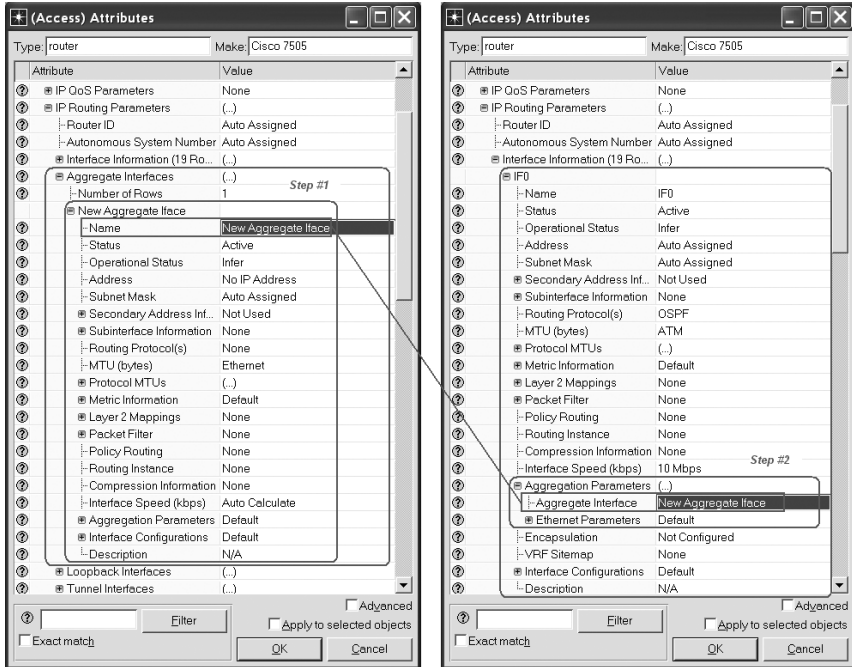 (Access) Attributes
Type: router Make: Cisco 7505
Attribute Value
IP QoS Parameters None
IP Routing Parameters (...)
Router ID Auto Assigned
Autonomous System Number Auto Assigned
Interface Information (19 Ro... (...)
Aggregate Interfaces (...)
Step #1
Number of Rows 1
New Aggregate Iface
Name New Aggregate Iface
Status Active
Operational Status Infer
Address No IP Address
Subnet Mask Auto Assigned
Secondary Address Inf... Not Used
Subinterface Information None
Routing Protocol(s) None
MTU (bytes) Ethernet
Protocol MTUs (...)
Metric Information Default
Layer 2 Mappings None
Packet Filter None
Policy Routing None
Routing Instance None
Compression Information None
Interface Speed (kbps) Auto Calculate
Aggregation Parameters Default
Interface Configurations Default
Description N/A
Loopback Interfaces (...)
Tunnel Interfaces (...)
Advanced
Filter
Apply to selected objects
Exact match
OK Cancel
(Access) Attributes
Type: router Make: Cisco 7505
Attribute Value
IP QoS Parameters None
IP Routing Parameters (...)
Router ID Auto Assigned
Autonomous System Number Auto Assigned
Interface Information (19 Ro... (...)
IF0
Name IF0
Status Active
Operational Status Infer
Address Auto Assigned
Subnet Mask Auto Assigned
Secondary Address Inf... Not Used
Subinterface Information None
Routing Protocol(s) OSPF
MTU (bytes) ATM
Protocol MTUs (...)
Metric Information Default
Layer 2 Mappings None
Packet Filter None
Policy Routing None
Routing Instance None
Compression Information None
Interface Speed (kbps) 10 Mbps
Step #2
Aggregation Parameters (...)
Aggregate Interface New Aggregate Iface
Ethernet Parameters Default
Encapsulation Not Configured
VRF Sitemap None
Interface Configurations Default
Description N/A
Advanced
Filter
Apply to selected objects
Exact match
OK Cancel